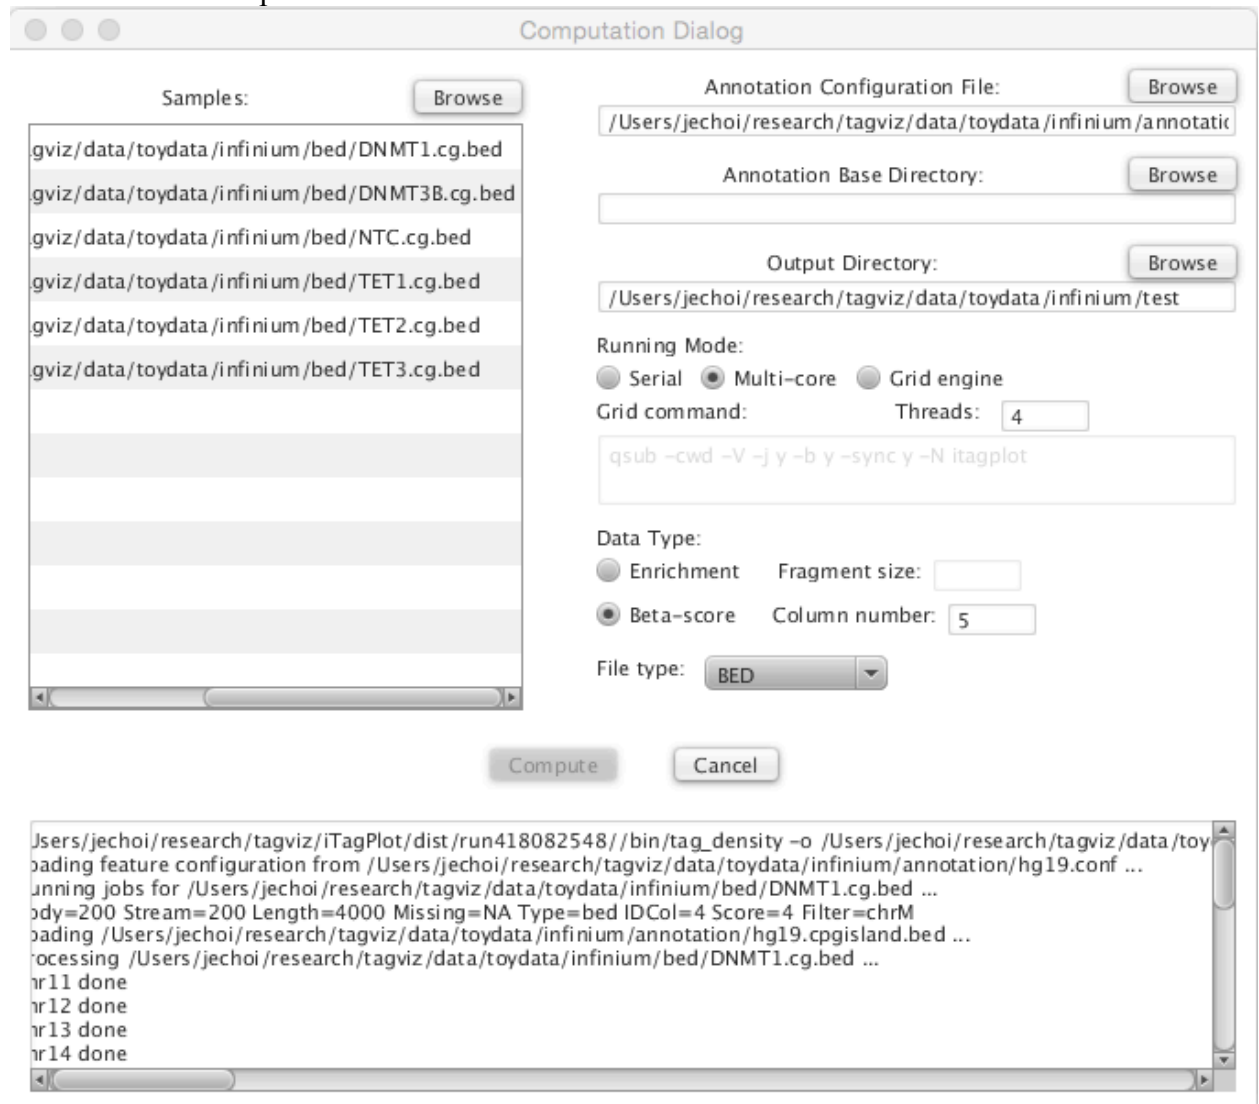 Computation Dialog
Samples:
Browse
.gviz/data/toydata/infinium/bed/DNMT1.cg.bed
.gviz/data/toydata/infinium/bed/DNMT3B.cg.bed
.gviz/data/toydata/infinium/bed/NTC.cg.bed
.gviz/data/toydata/infinium/bed/TET1.cg.bed
.gviz/data/toydata/infinium/bed/TET2.cg.bed
.gviz/data/toydata/infinium/bed/TET3.cg.bed
Annotation Configuration File:
Browse
/Users/jechoi/research/tagviz/data/toydata/infinium/annotatic
Annotation Base Directory:
Browse
Output Directory:
Browse
/Users/jechoi/research/tagviz/data/toydata/infinium/test
Running Mode:
Serial Multi-core Grid engine
Grid command: Threads: 4
qsub -cwd -V -j y -b y -sync y -N itagplot
Data Type:
Enrichment Fragment size:
Beta-score Column number: 5
File type: BED
Compute Cancel
Jsers/jechoi/research/tagviz/iTagPlot/dist/run418082548//bin/tag_density -o /Users/jechoi/research/tagviz/data/toy
oading feature configuration from /Users/jechoi/research/tagviz/data/toydata/infinium/annotation/hg19.conf ...
unning jobs for /Users/jechoi/research/tagviz/data/toydata/infinium/bed/DNMT1.cg.bed ...
ody=200 Stream=200 Length=4000 Missing=NA Type=bed IDCol=4 Score=4 Filter=chrM
oading /Users/jechoi/research/tagviz/data/toydata/infinium/annotation/hg19.cpgisland.bed ...
rocessing /Users/jechoi/research/tagviz/data/toydata/infinium/bed/DNMT1.cg.bed ...
hr11 done
hr12 done
hr13 done
hr14 done